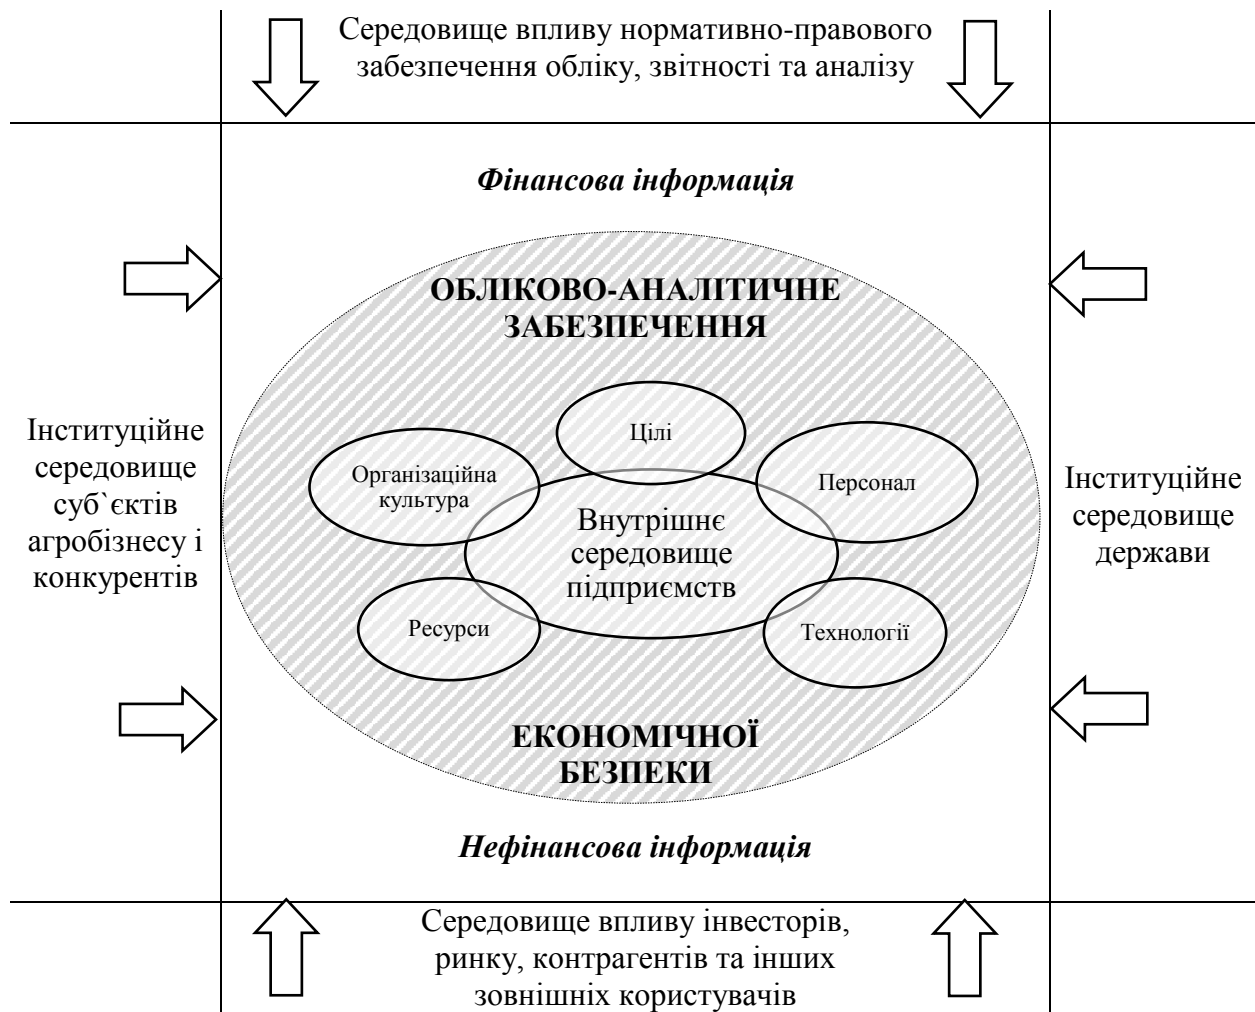 Середовище впливу нормативно-правового
забезпечення обліку, звітності та аналізу
Фінансова інформація
ОБЛІКОВО-АНАЛІТИЧНЕ
ЗАБЕЗПЕЧЕННЯ
Інституційне
середовище
суб`єктів
агробізнесу і
конкурентів
Цілі
Організаційна
культура
Персонал
Внутрішнє
середовище
підприємств
Ресурси
Технології
Інституційне
середовище
держави
ЕКОНОМІЧНОЇ
БЕЗПЕКИ
Нефінансова інформація
Середовище впливу інвесторів,
ринку, контрагентів та інших
зовнішніх користувачів